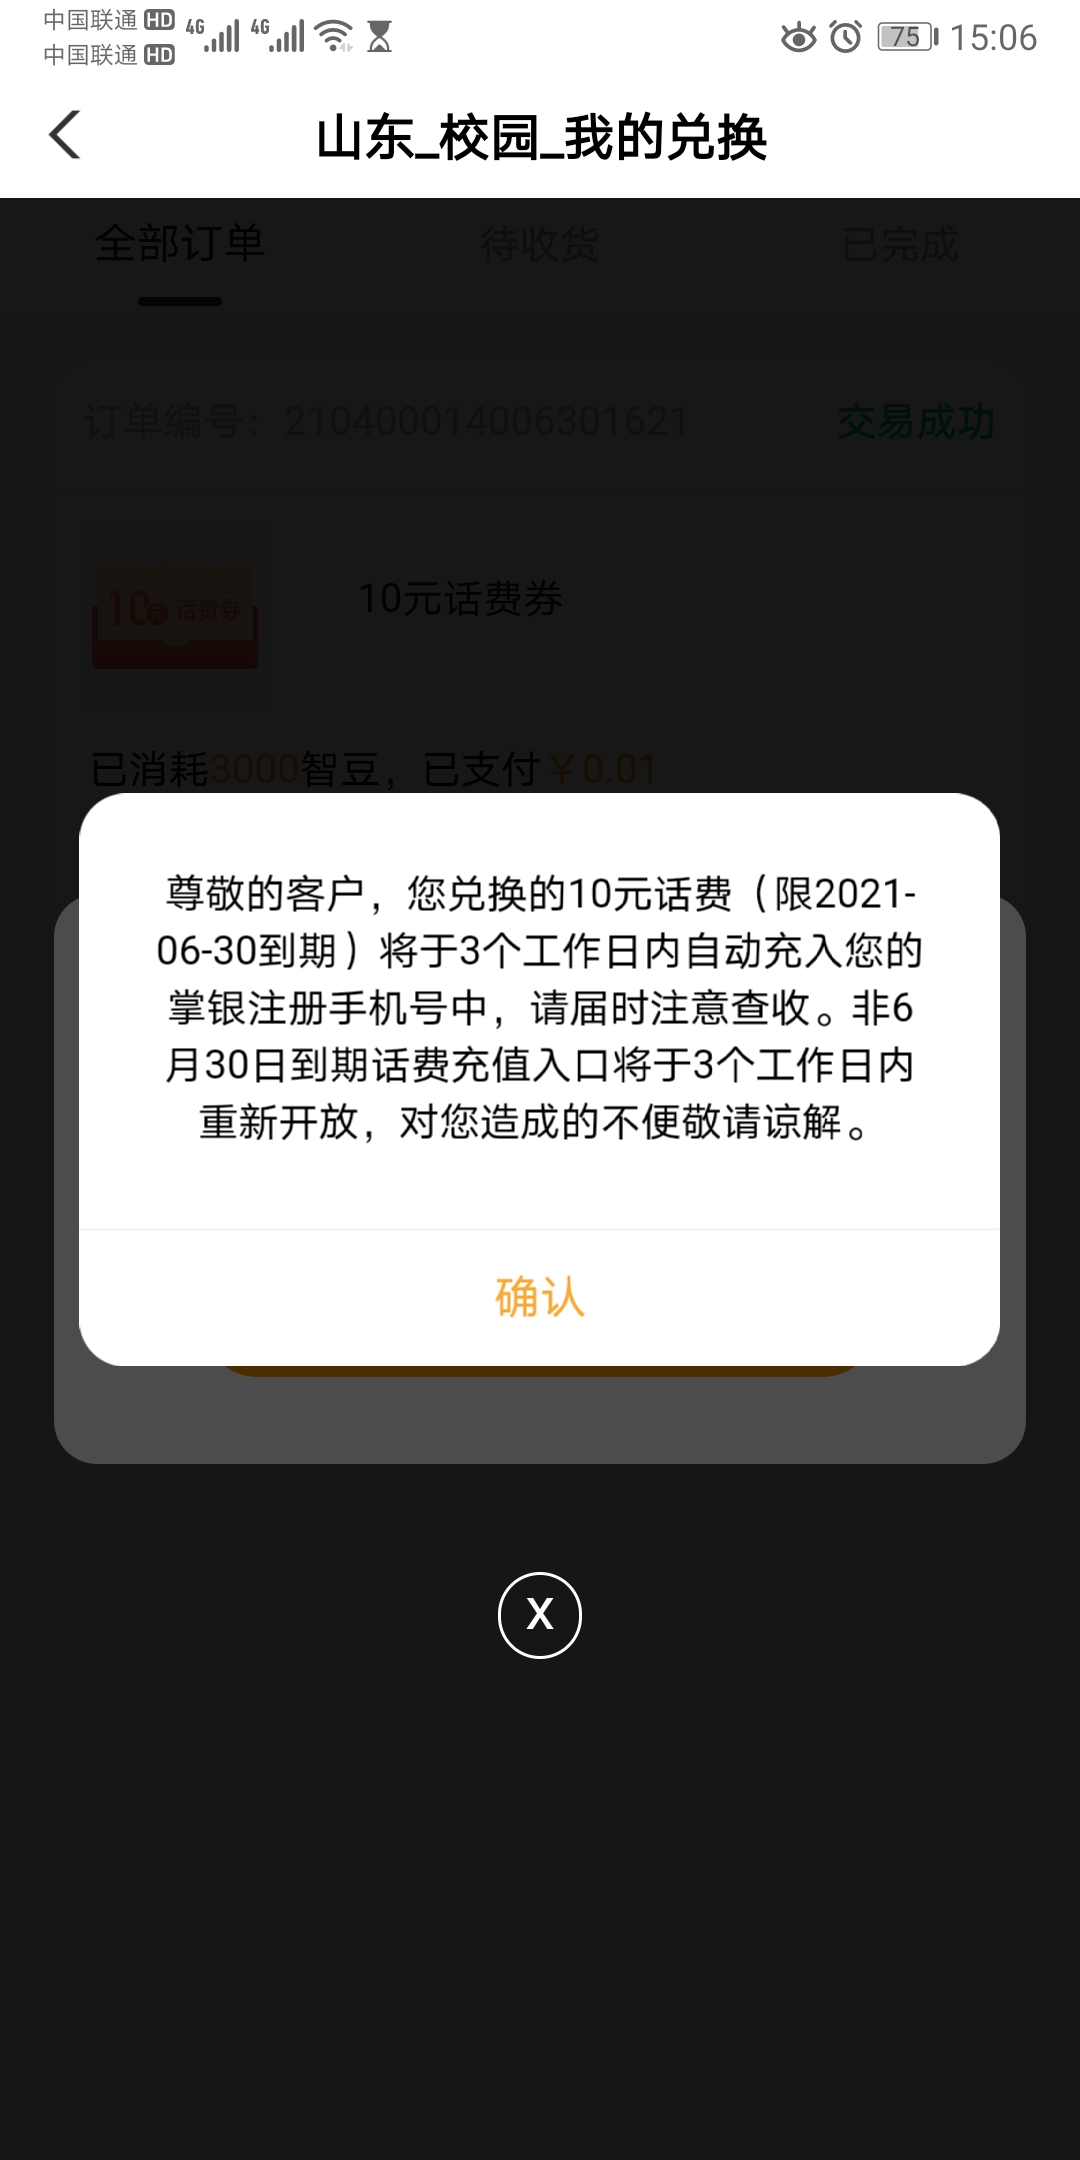 中国联通 HD 4G 4G 75 15:06
中国联通 HD
山东_校园_我的兑换
全部订单 待收货 已完成
订单编号：210400014006301621 交易成功
10元话费券
10元话费券
已消耗3000智豆，已支付￥0.01
尊敬的客户，您兑换的10元话费（限2021-
06-30到期）将于3个工作日内自动充入您的
掌银注册手机号中，请届时注意查收。非6
月30日到期话费充值入口将于3个工作日内
重新开放，对您造成的不便敬请谅解。
确认
X